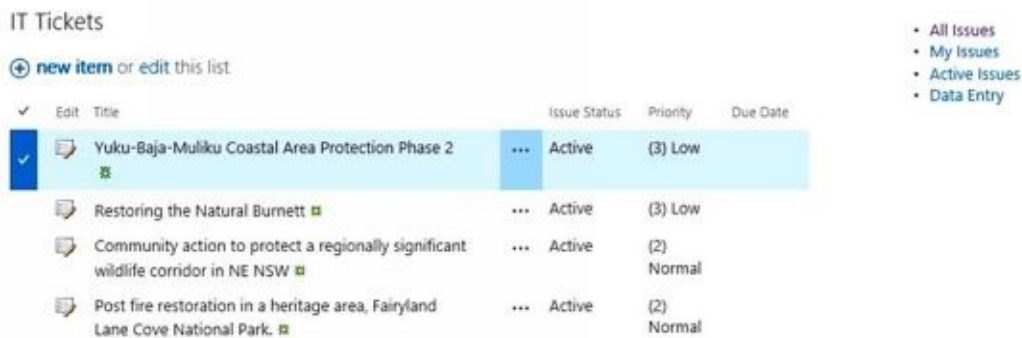 IT Tickets
new item or edit this list
Edit Title Issue Status Priority Due Date
Yuku-Baja-Muliku Coastal Area Protection Phase 2 ... Active (3) Low
Restoring the Natural Burnett ... Active (3) Low
Community action to protect a regionally significant ... Active (2)
wildlife corridor in NE NSW Normal
Post fire restoration in a heritage area, Fairyland ... Active (2)
Lane Cove National Park. Normal
• All Issues
• My Issues
• Active Issues
• Data Entry